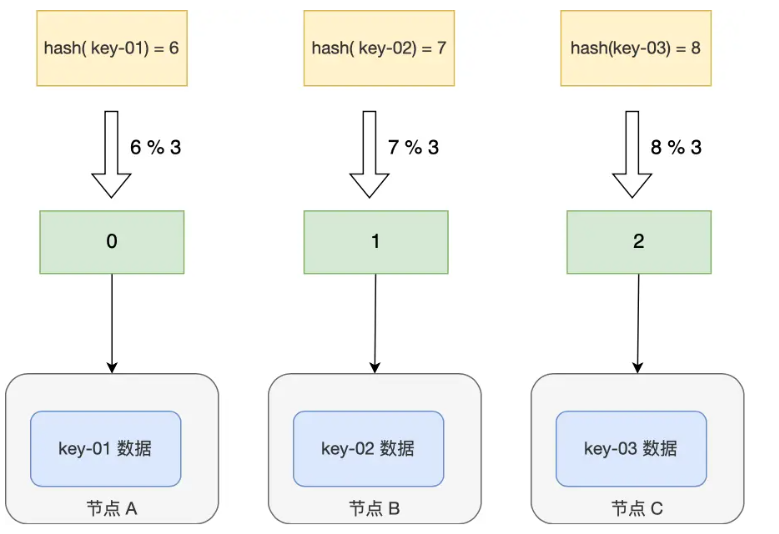 hash( key-01) = 6
hash( key-02) = 7
hash(key-03) = 8
6 % 3
7 % 3
8 % 3
0
1
2
key-01 数据
key-02 数据
key-03 数据
节点 A
节点 B
节点 C